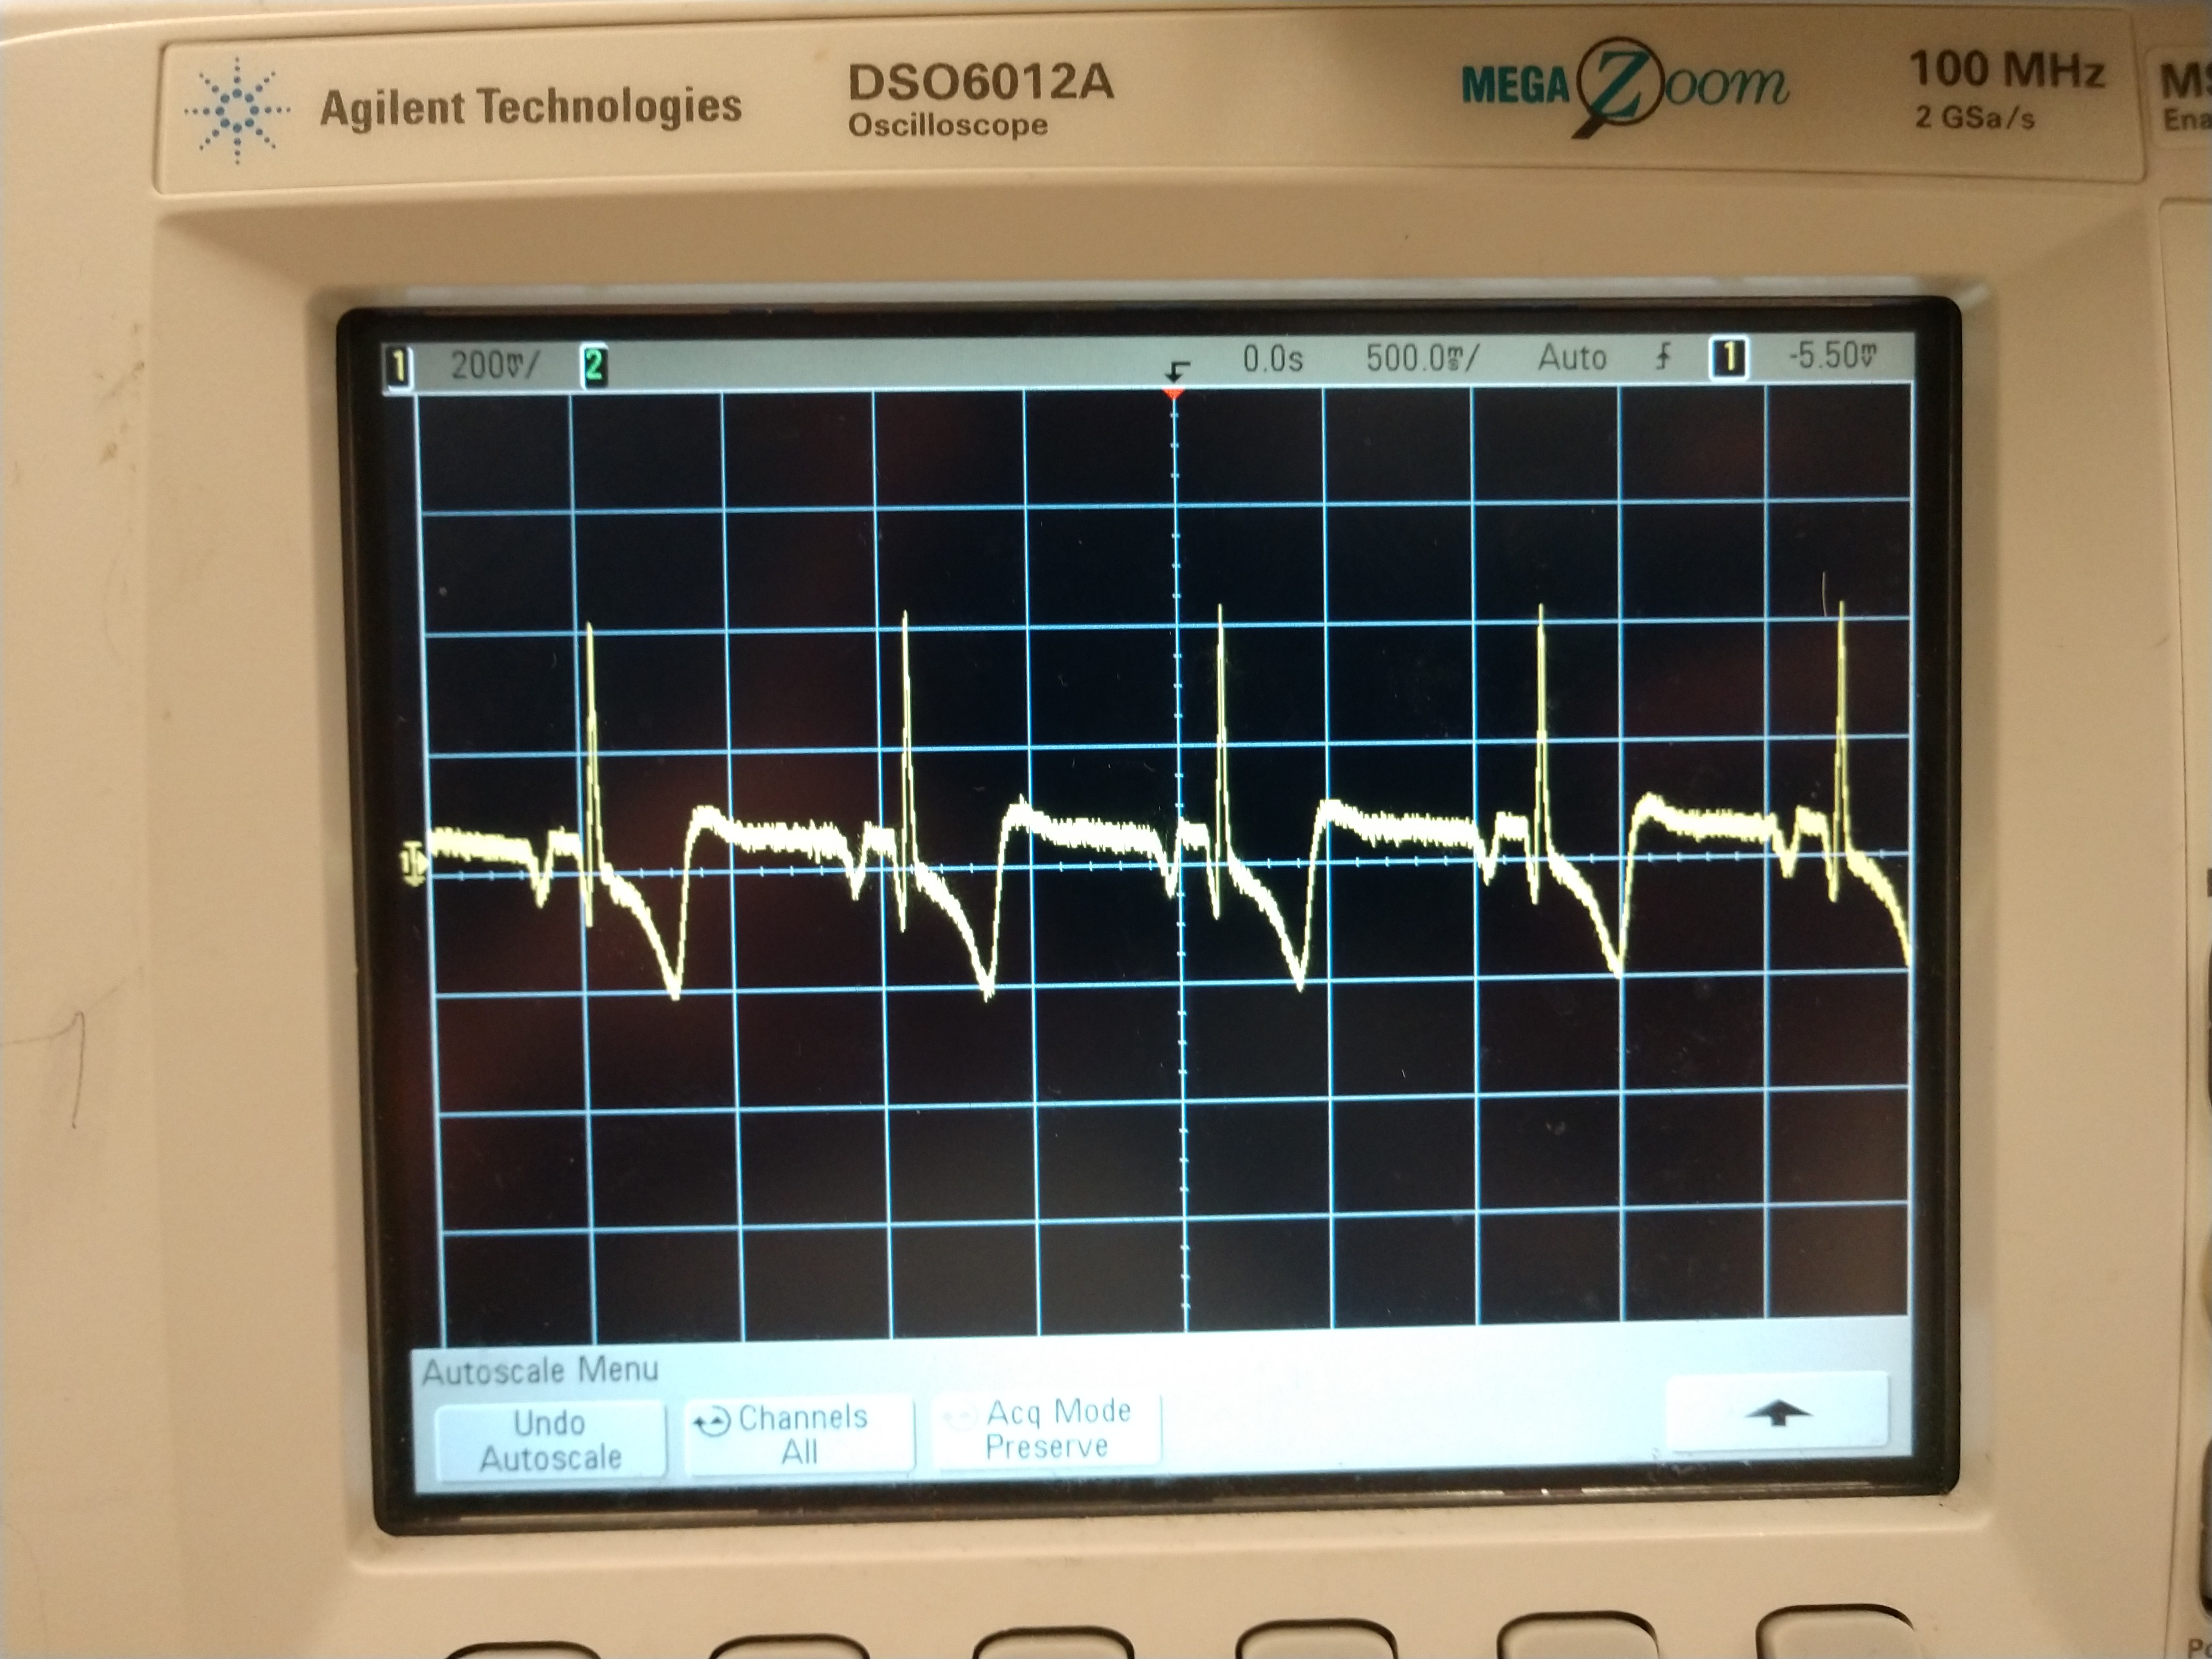 Agilent Technologies
DSO6012A
Oscilloscope
MEGA Zoom
100 MHz
2 GSa/s
1 200mV/ 2 0.0s 500.0ms/ Auto 1 -5.50mV
Autoscale Menu
Undo
Autoscale
Channels
All
Acq Mode
Preserve